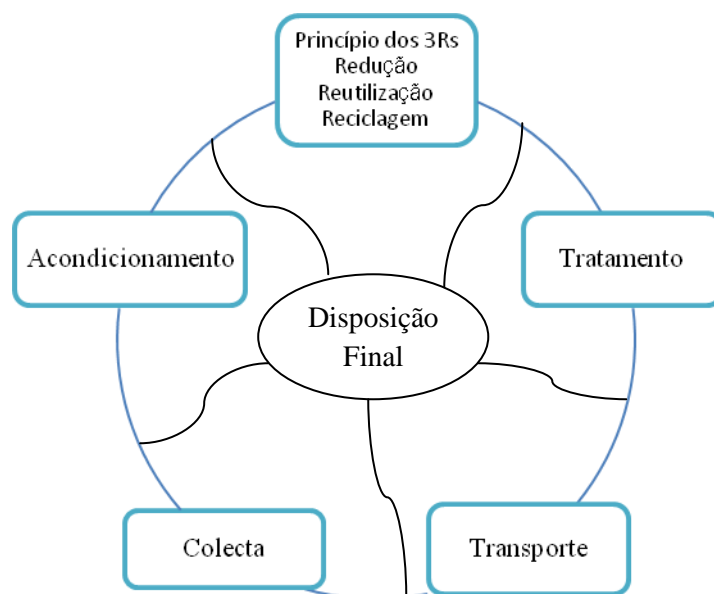 Princípio dos 3Rs
Redução
Reutilização
Reciclagem
Acondicionamento
Tratamento
Disposição
Final
Colecta
Transporte